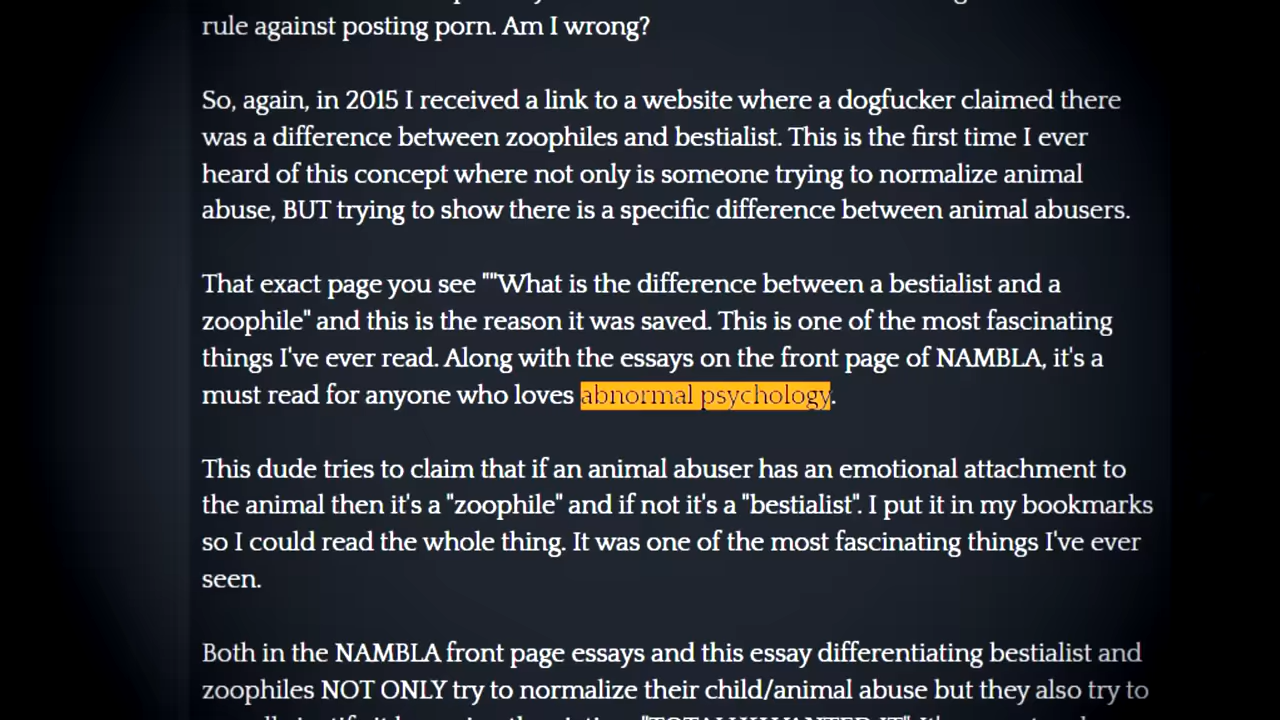 rule against posting porn. Am I wrong?
So, again, in 2015 I received a link to a website where a dogfucker claimed there
was a difference between zoophiles and bestialist. This is the first time I ever
heard of this concept where not only is someone trying to normalize animal
abuse, BUT trying to show there is a specific difference between animal abusers.
That exact page you see ""What is the difference between a bestialist and a
zoophile" and this is the reason it was saved. This is one of the most fascinating
things I've ever read. Along with the essays on the front page of NAMBLA, it's a
must read for anyone who loves abnormal psychology.
This dude tries to claim that if an animal abuser has an emotional attachment to
the animal then it's a "zoophile" and if not it's a "bestialist". I put it in my bookmarks
so I could read the whole thing. It was one of the most fascinating things I've ever
seen.
Both in the NAMBLA front page essays and this essay differentiating bestialist and
zoophiles NOT ONLY try to normalize their child/animal abuse but they also try to